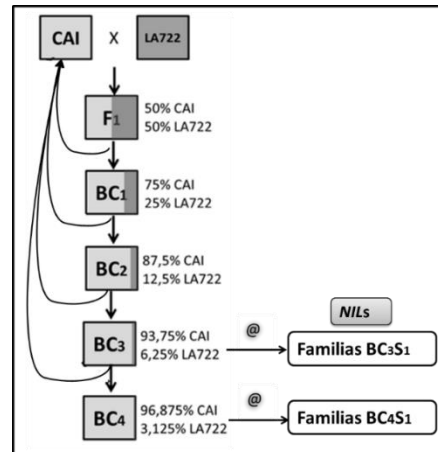 CAI X LA722
F1 50% CAI
50% LA722
BC1 75% CAI
25% LA722
BC2 87,5% CAI
12,5% LA722
NILs
BC3 93,75% CAI
6,25% LA722
@
Familias BC3S1
BC4 96,875% CAI
3,125% LA722
@
Familias BC4S1